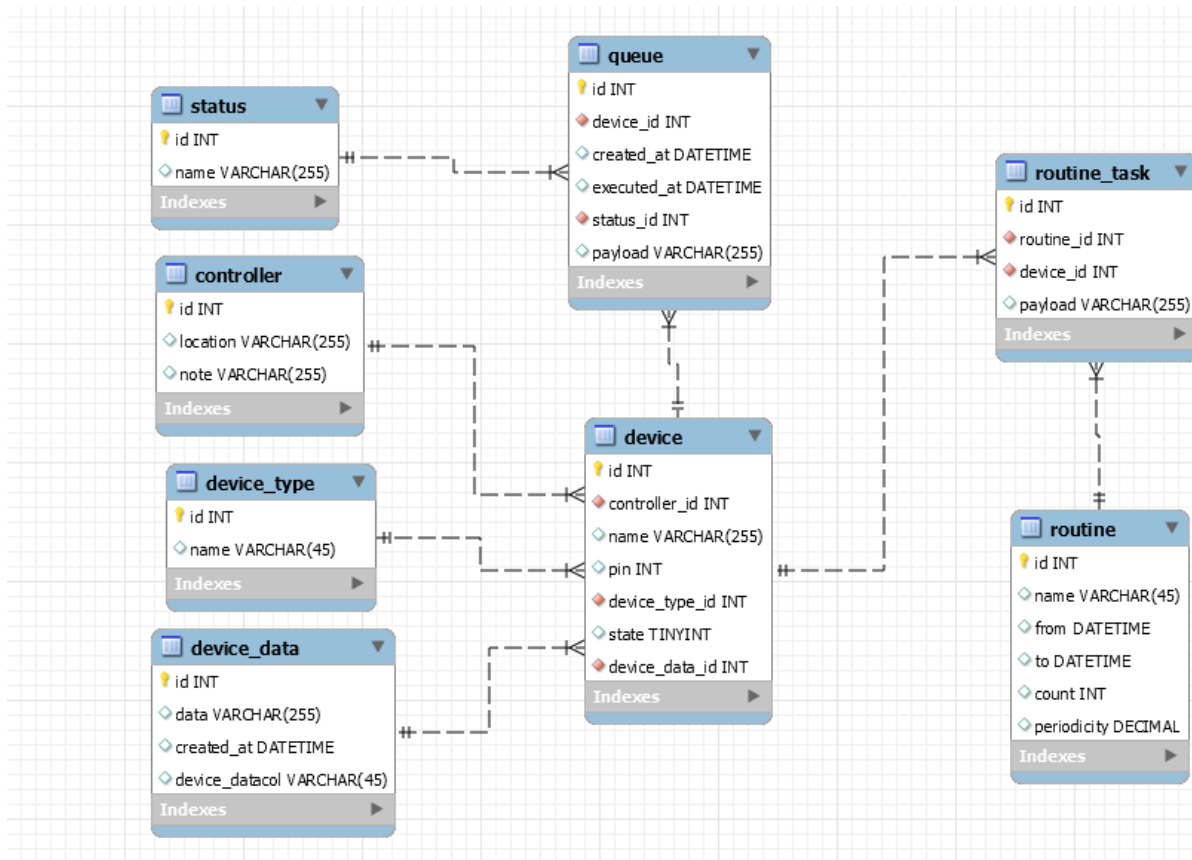 status
id INT
name VARCHAR(255)
Indexes
controller
id INT
location VARCHAR(255)
note VARCHAR(255)
Indexes
device_type
id INT
name VARCHAR(45)
Indexes
device_data
id INT
data VARCHAR(255)
created_at DATETIME
device_datacol VARCHAR(45)
Indexes
queue
id INT
device_id INT
created_at DATETIME
executed_at DATETIME
status_id INT
payload VARCHAR(255)
Indexes
device
id INT
controller_id INT
name VARCHAR(255)
pin INT
device_type_id INT
state TINYINT
device_data_id INT
Indexes
routine_task
id INT
routine_id INT
device_id INT
payload VARCHAR(255)
Indexes
routine
id INT
name VARCHAR(45)
from DATETIME
to DATETIME
count INT
periodicity DECIMAL
Indexes